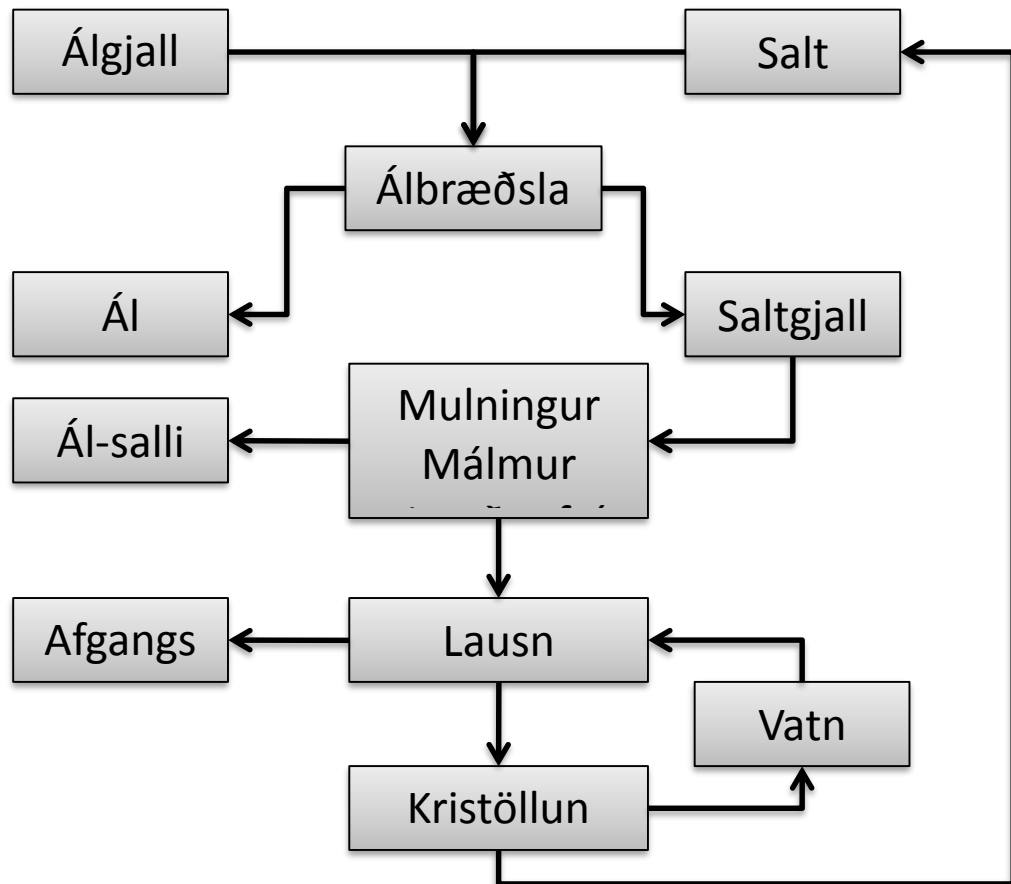 Álgjall
Salt
Álbræðsla
Ál
Saltgjall
Mulningur
Málmur
Ál-salli
Afgangs
Lausn
Vatn
Kristöllun